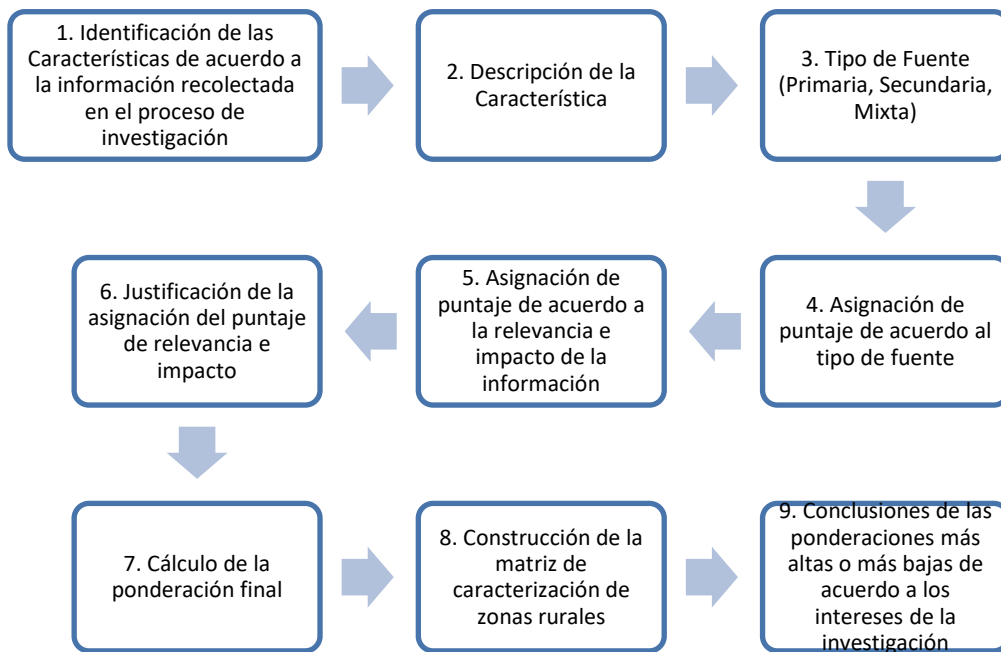 1. Identificación de las
Características de acuerdo a
la información recolectada
en el proceso de
investigación
2. Descripción de la
Característica
3. Tipo de Fuente
(Primaria, Secundaria,
Mixta)
4. Asignación de
puntaje de acuerdo al
tipo de fuente
5. Asignación de
puntaje de acuerdo a
la relevancia e
impacto de la
información
6. Justificación de la
asignación del puntaje
de relevancia e
impacto
7. Cálculo de la
ponderación final
8. Construcción de la
matriz de
caracterización de
zonas rurales
9. Conclusiones de las
ponderaciones más
altas o más bajas de
acuerdo a los
intereses de la
investigación